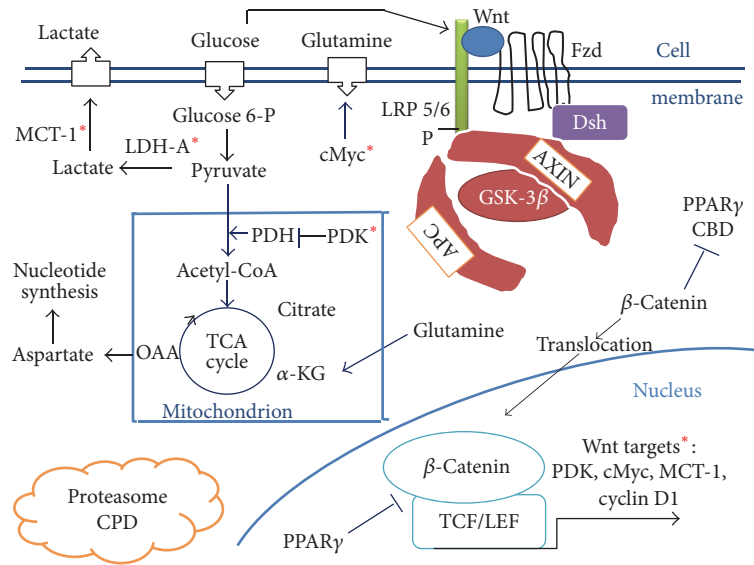 Lactate
Glucose
Glutamine
Wnt
Fzd
Cell
membrane
MCT-1*
LDH-A*
Lactate
Glucose 6-P
Pyruvate
cMyc*
LRP 5/6
P
Dsh
AXIN
GSK-3β
APC
PPARγ
CBD
β-Catenin
Translocation
PDH
PDK*
Acetyl-CoA
Citrate
TCA
cycle
OAA
α-KG
Mitochondrion
Nucleotide
synthesis
Aspartate
Glutamine
Nucleus
Proteasome
CPD
β-Catenin
TCF/LEF
PPARγ
Wnt targets*:
PDK, cMyc, MCT-1,
cyclin D1